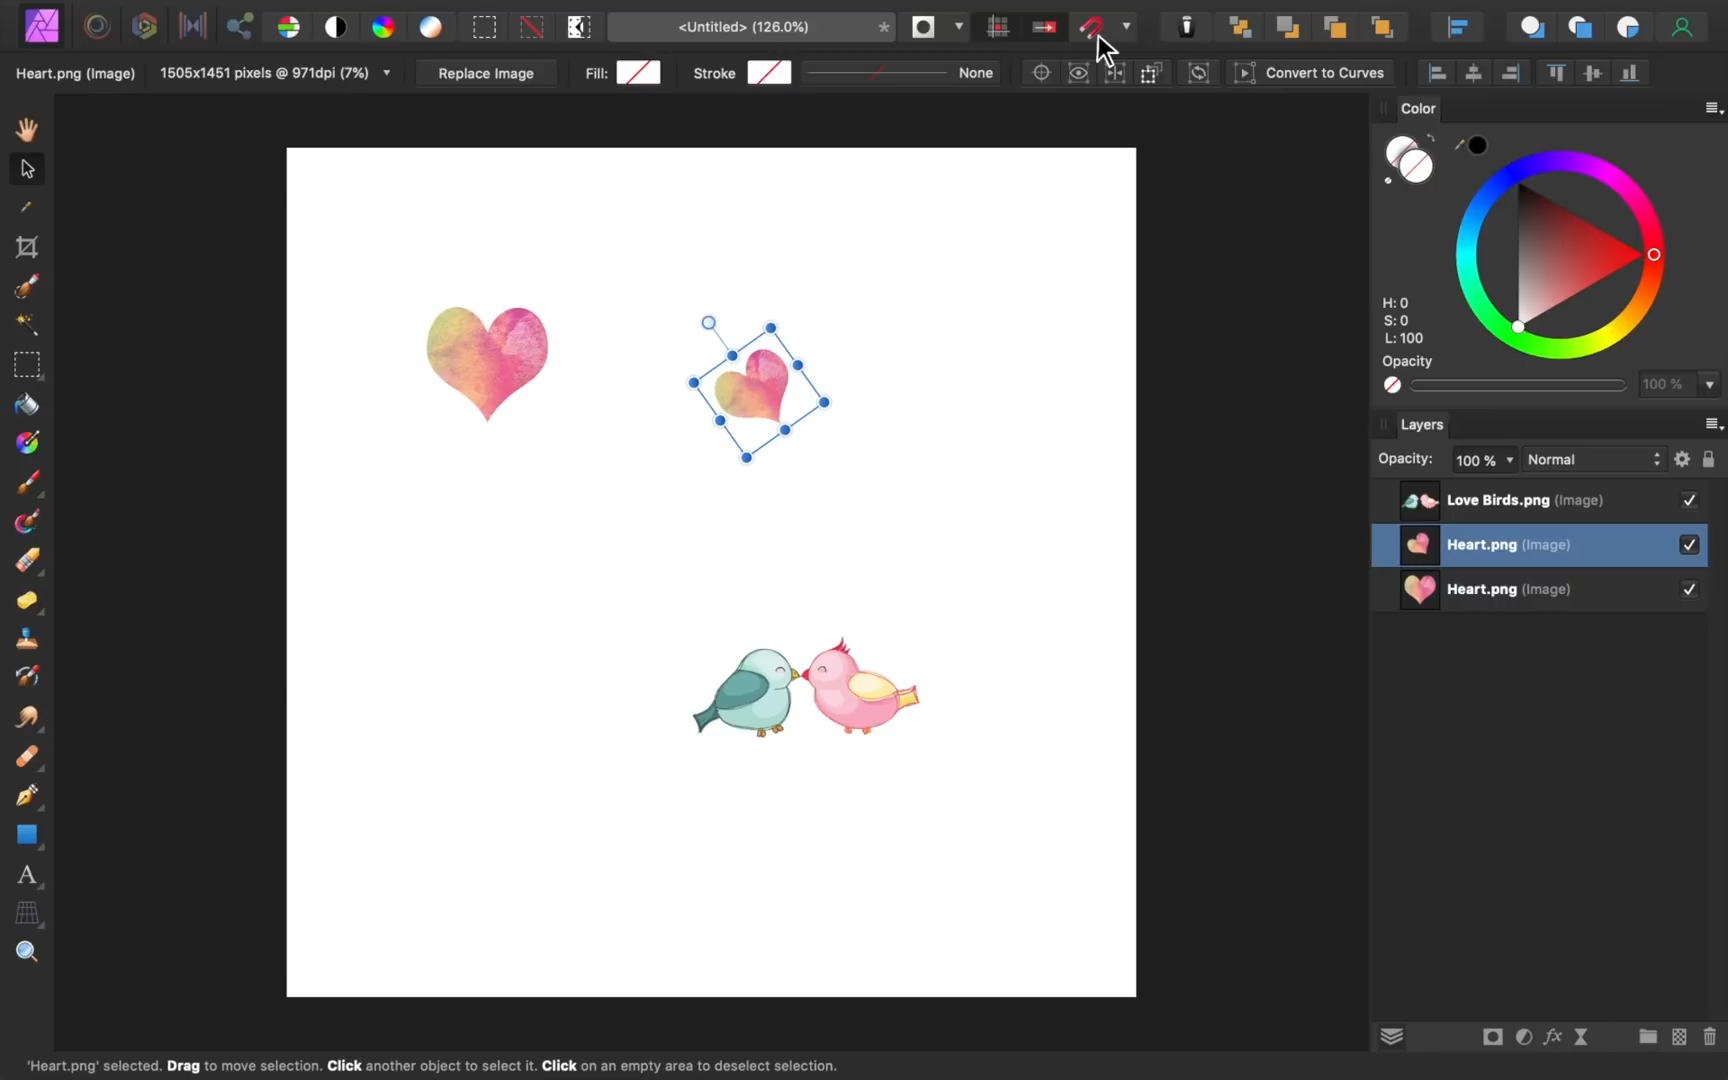 <Untitled> (126.0%)
*
Heart.png (Image)
1505x1451 pixels @ 971dpi (7%)
Replace Image
Fill:
Stroke
None
Convert to Curves
Color
H: 0
S: 0
L: 100
Opacity
100 %
Layers
Opacity:
100 %
Normal
Love Birds.png (Image)
Heart.png (Image)
Heart.png (Image)
A
fx
'Heart.png' selected. Drag to move selection. Click another object to select it. Click on an empty area to deselect selection.